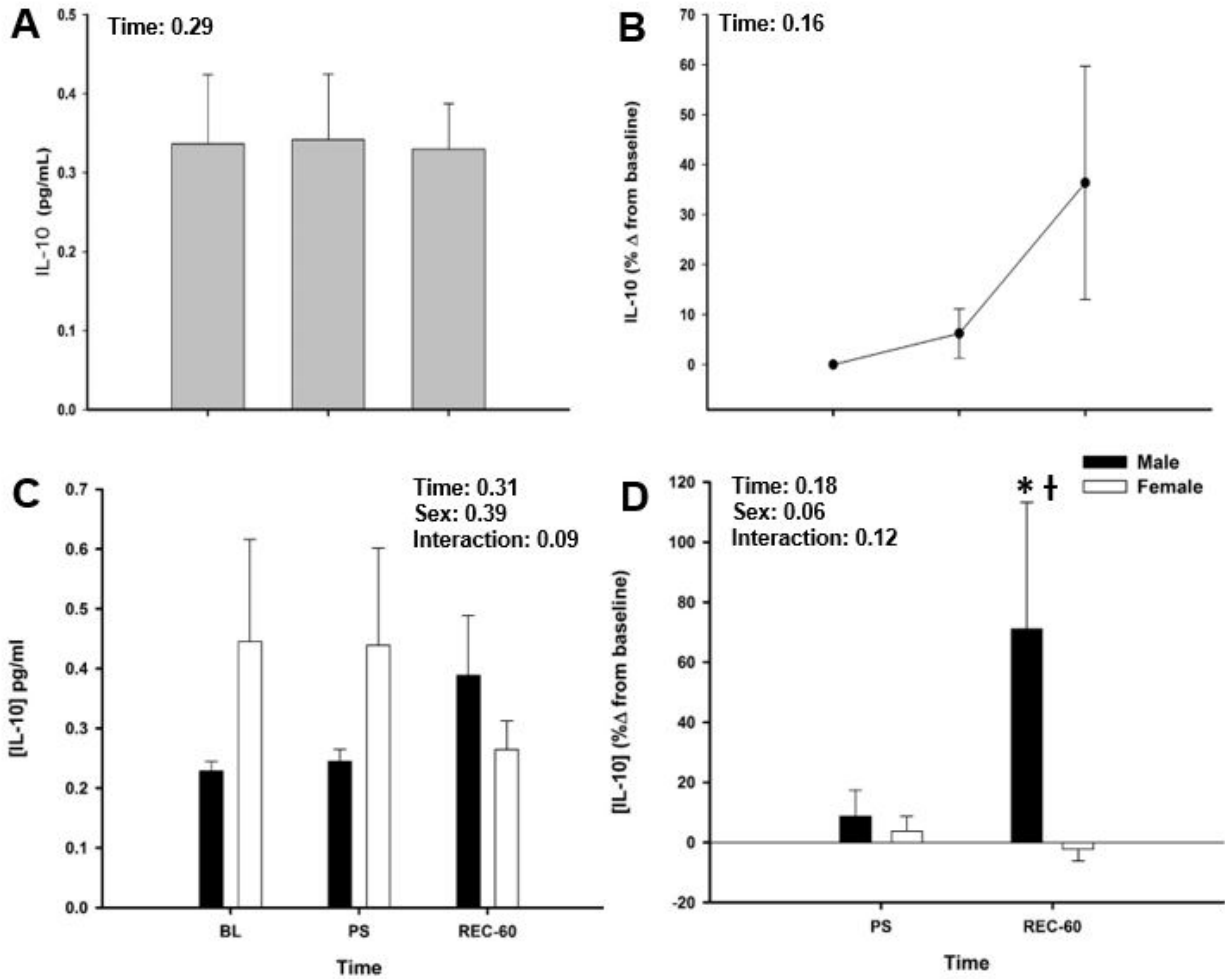 A
Time: 0.29
IL-10 (pg/mL)
0.5
0.4
0.3
0.2
0.1
0.0
B
Time: 0.16
IL-10 (% Δ from baseline)
70
60
50
40
30
20
10
0
C
Time: 0.31
Sex: 0.39
Interaction: 0.09
[IL-10] pg/ml
0.7
0.6
0.5
0.4
0.3
0.2
0.1
0.0
BL PS REC-60
Time
D
Time: 0.18
Sex: 0.06
Interaction: 0.12
* ƚ
Male
Female
[IL-10] (%Δ from baseline)
120
100
80
60
40
20
0
-20
PS REC-60
Time